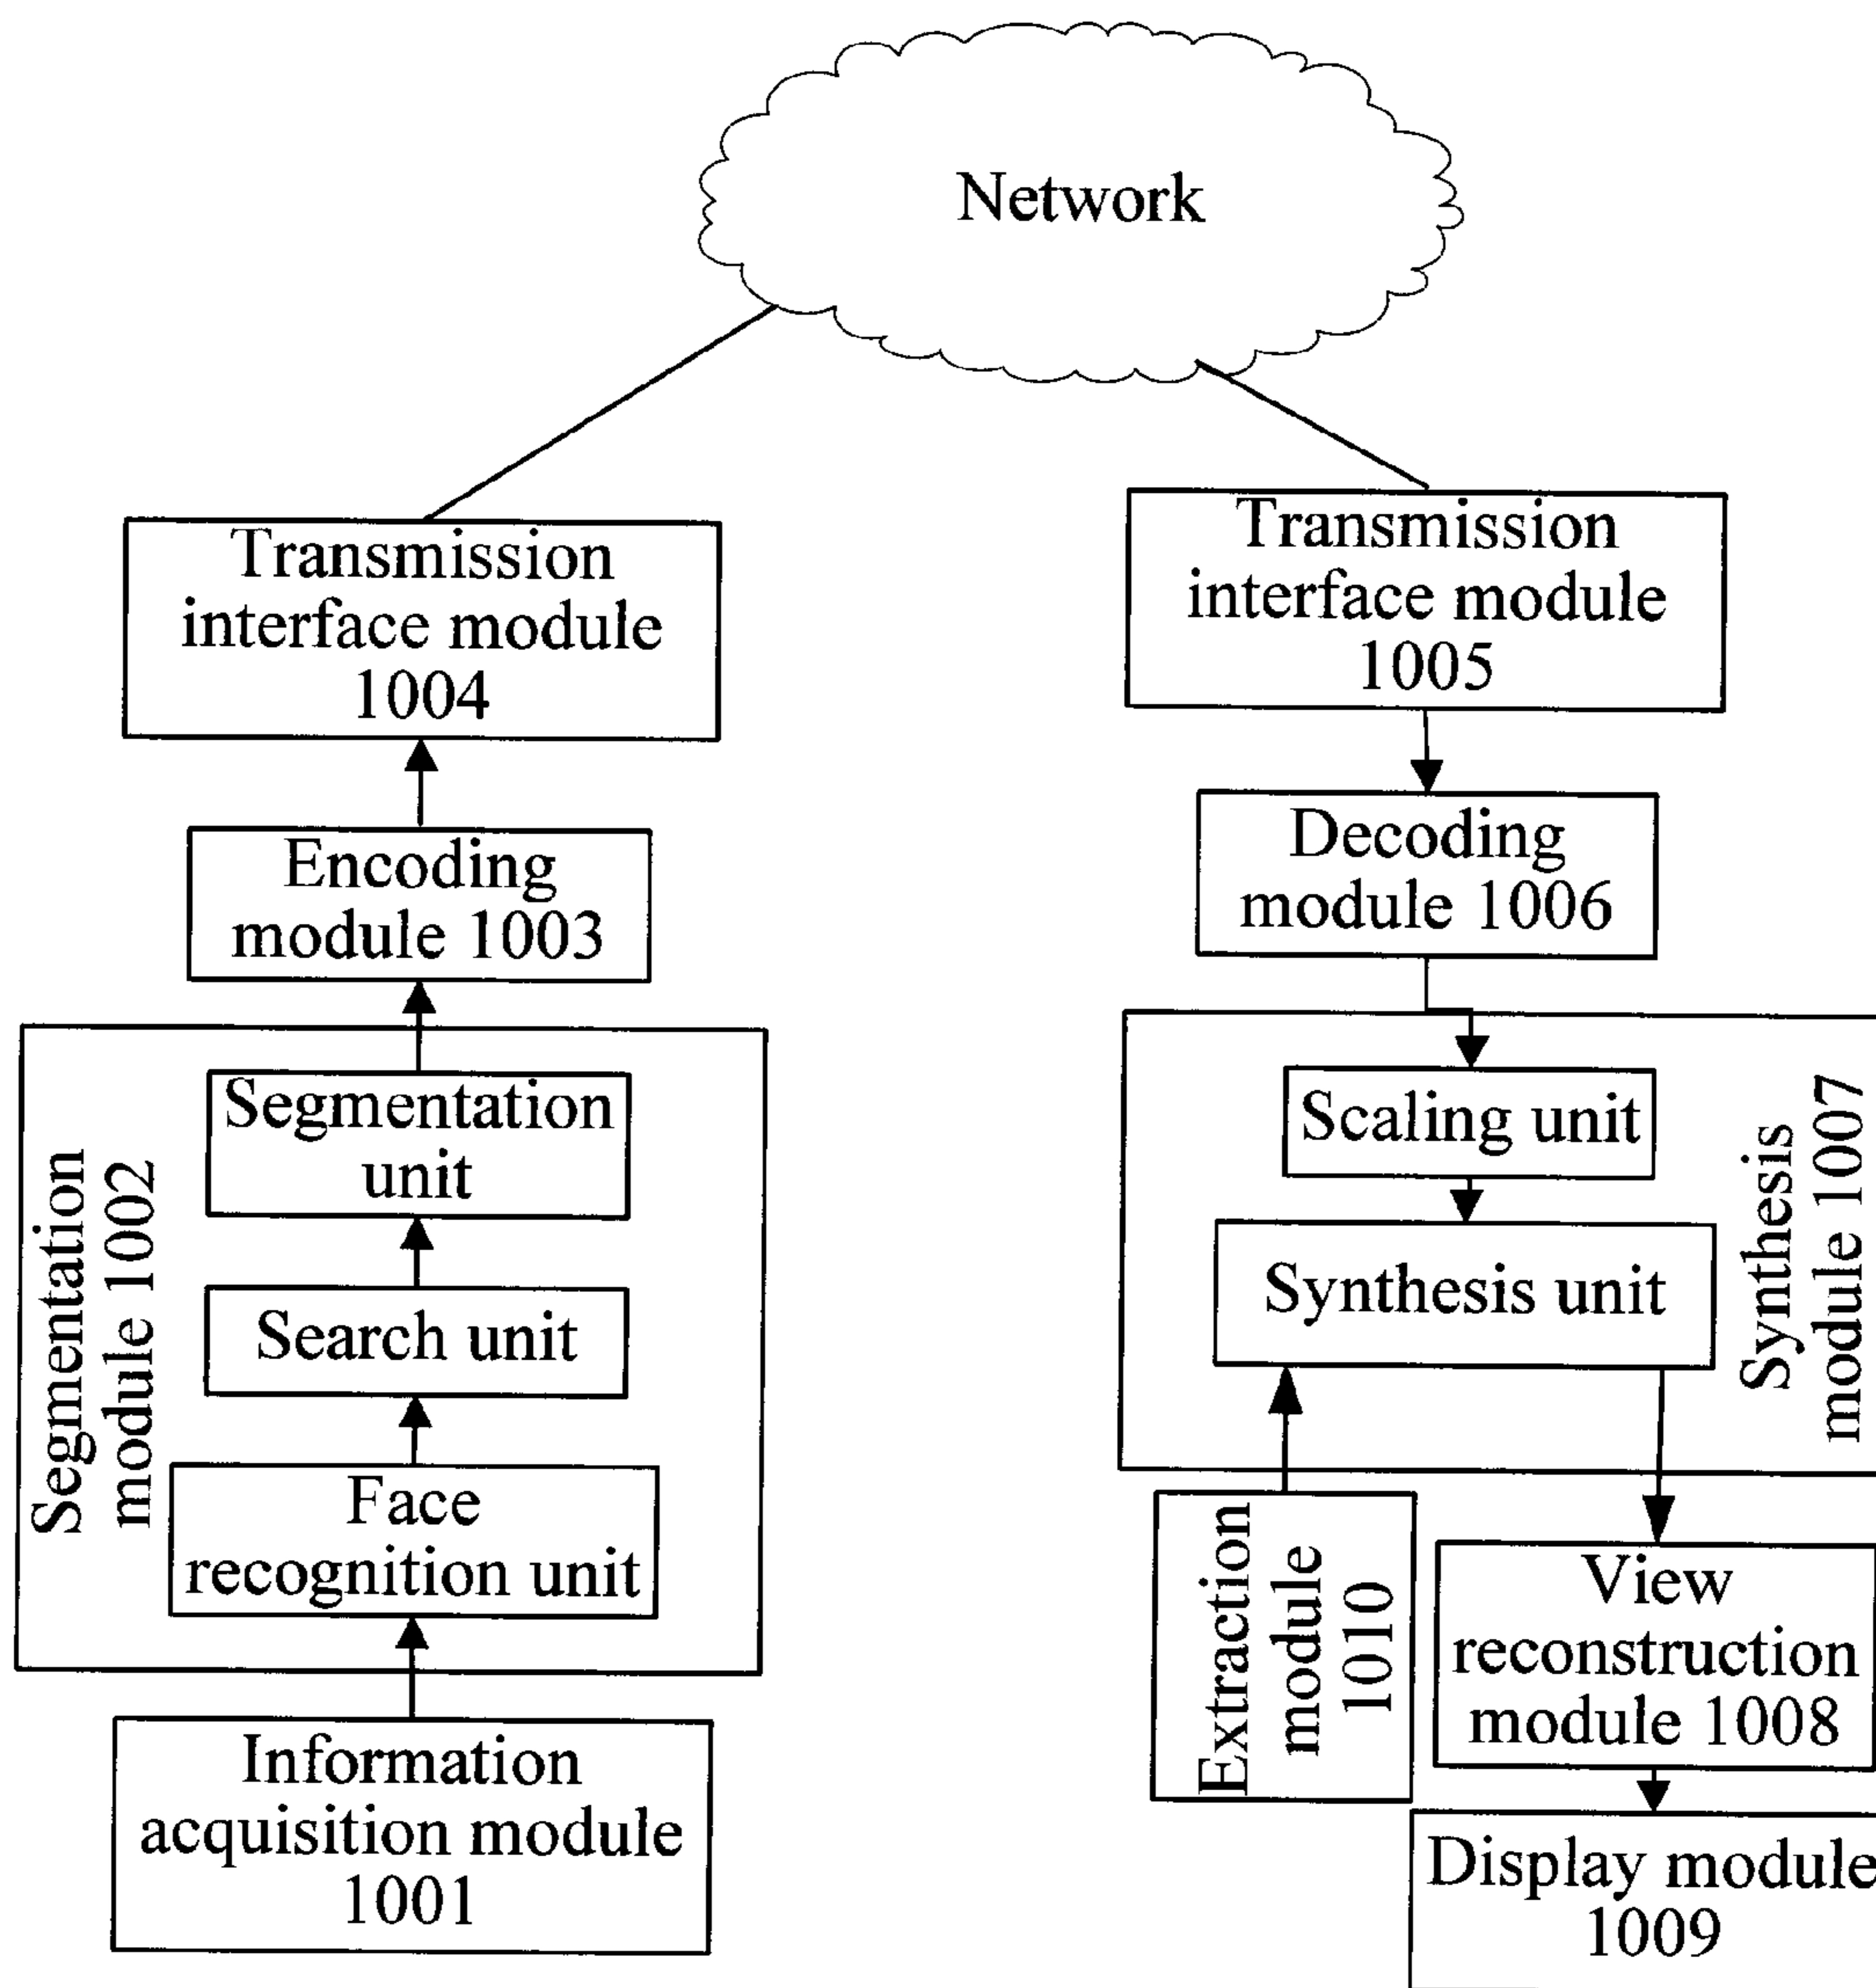 Network
Transmission
interface module
1004
Transmission
interface module
1005
Encoding
module 1003
Decoding
module 1006
Segmentation
module 1002
Segmentation
unit
Search unit
Face
recognition unit
Scaling unit
Synthesis unit
Synthesis
module 1007
Information
acquisition module
1001
Extraction
module
1010
View
reconstruction
module 1008
Display module
1009